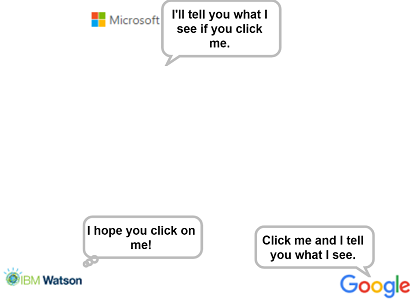 Microsoft
I'll tell you what I
see if you click
me.
I hope you click on
me!
Click me and I tell
you what I see.
IBM Watson
Google